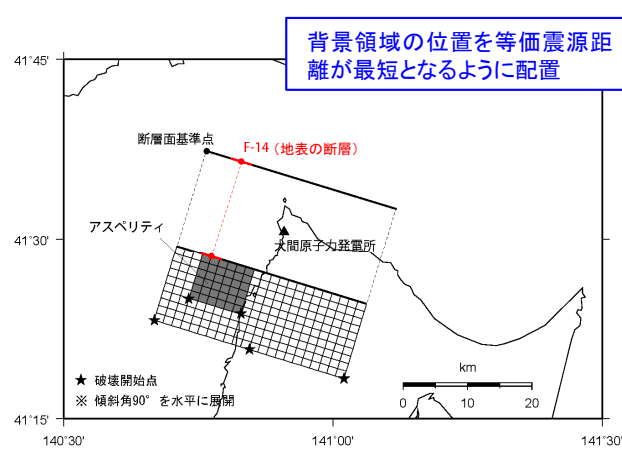 背景領域の位置を等価震源距
離が最短となるように配置
41°45'
断層面基準点
F-14（地表の断層）
アスペリティ
41°30'
大間原子力発電所
★ 破壊開始点
※ 傾斜角90°を水平に展開
km
0 10 20
41°15'
140°30' 141°00' 141°30'